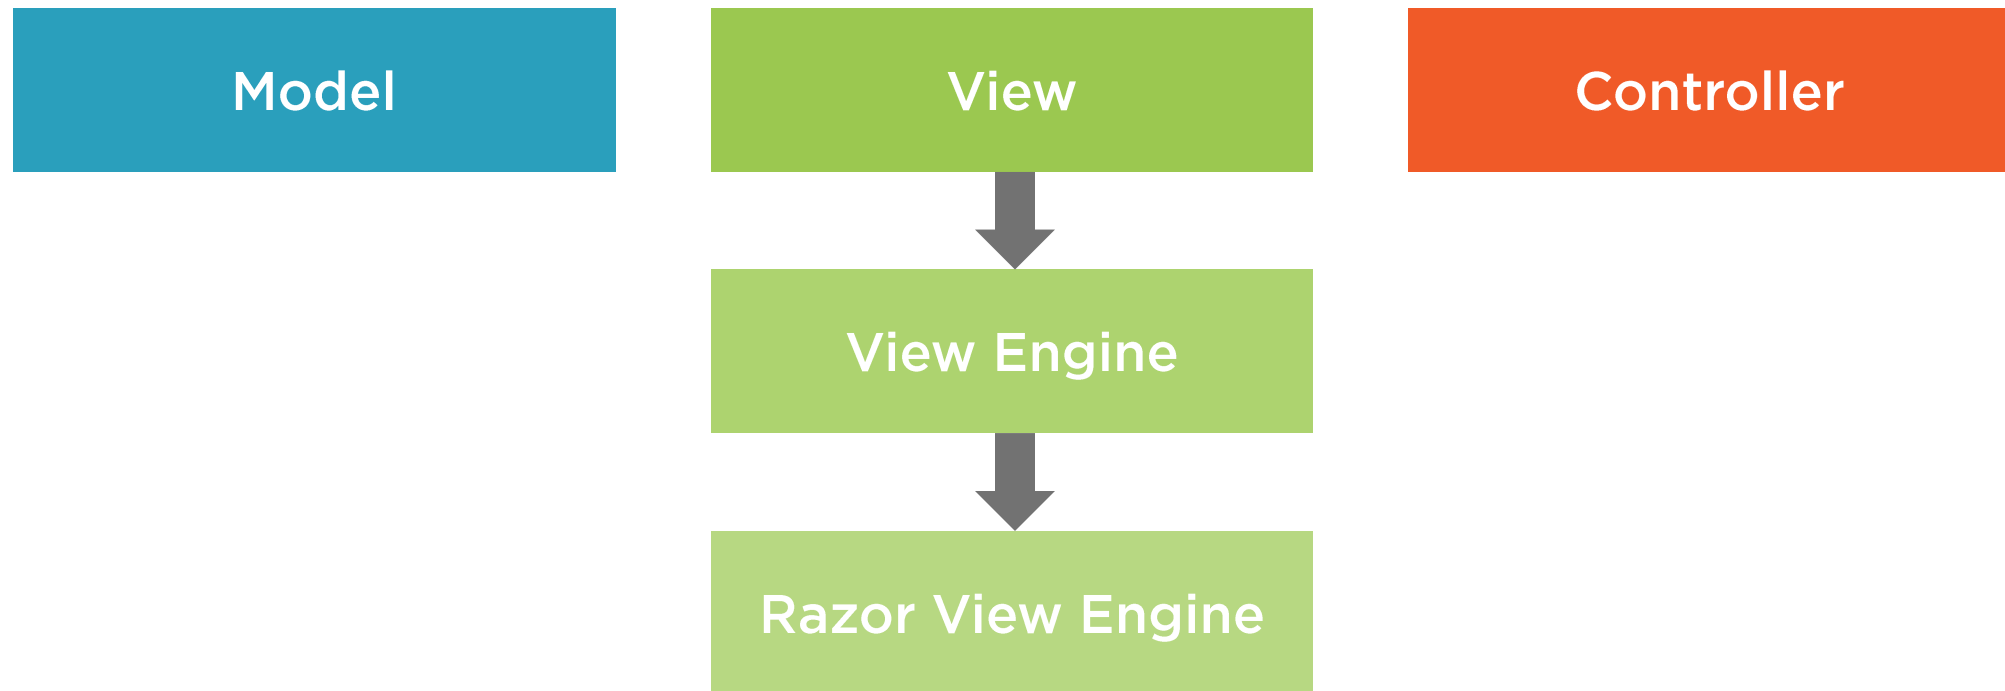 Model
View
Controller
View Engine
Razor View Engine